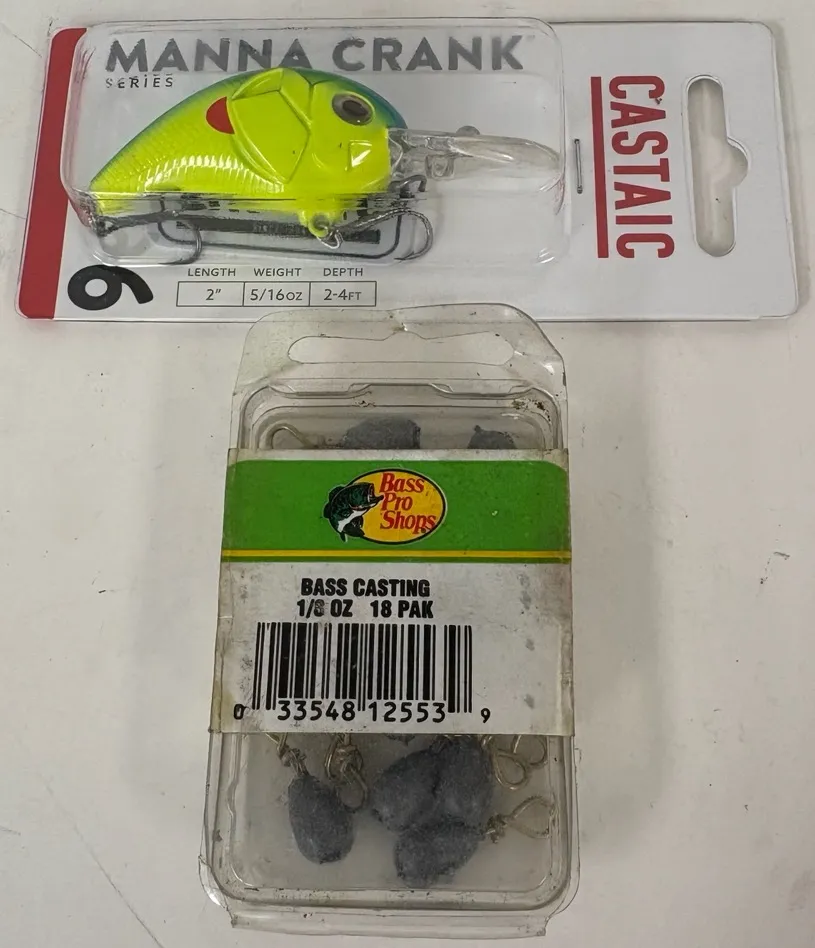 MANNA CRANK
SERIES
CASTAIC
6
LENGTH WEIGHT DEPTH
2" 5/16OZ 2-4FT
Bass
Pro
Shops
BASS CASTING
1/8 OZ 18 PAK
0 33548 12553 9